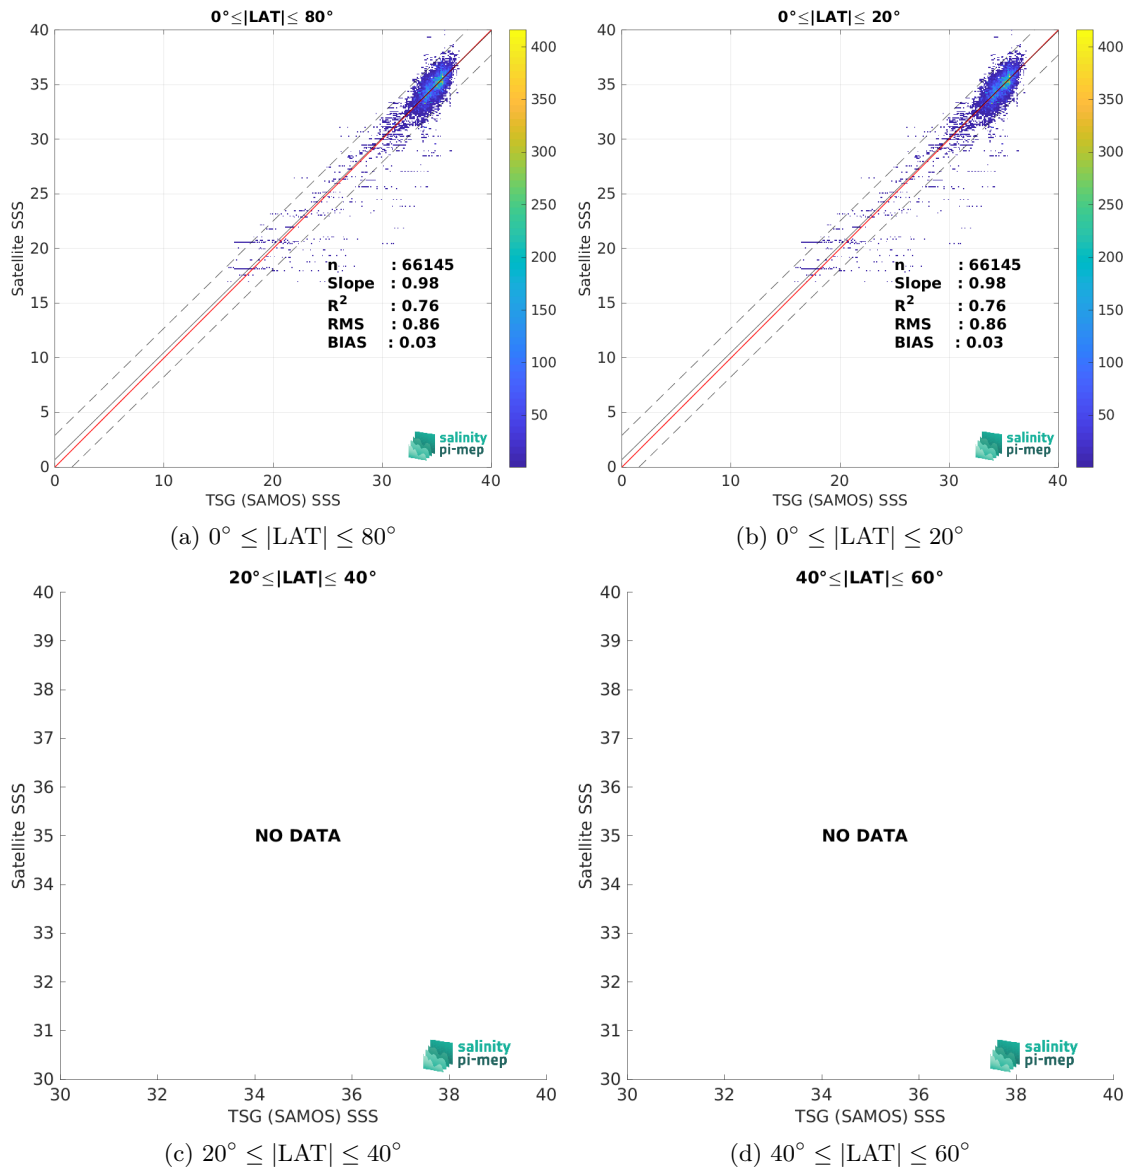 0°≤|LAT|≤ 80°
40
35
30
25
20
15
10
5
0
Satellite SSS
0
10
20
30
40
TSG (SAMOS) SSS
400
350
300
250
200
150
100
50
n : 66145
Slope : 0.98
R² : 0.76
RMS : 0.86
BIAS : 0.03
salinity
pi-mep
(a) 0° ≤ |LAT| ≤ 80°
0°≤|LAT|≤ 20°
40
35
30
25
20
15
10
5
0
Satellite SSS
0
10
20
30
40
TSG (SAMOS) SSS
400
350
300
250
200
150
100
50
n : 66145
Slope : 0.98
R² : 0.76
RMS : 0.86
BIAS : 0.03
salinity
pi-mep
(b) 0° ≤ |LAT| ≤ 20°
20°≤|LAT|≤ 40°
40
39
38
37
36
35
34
33
32
31
30
Satellite SSS
NO DATA
salinity
pi-mep
30
32
34
36
38
40
TSG (SAMOS) SSS
(c) 20° ≤ |LAT| ≤ 40°
40°≤|LAT|≤ 60°
40
39
38
37
36
35
34
33
32
31
30
Satellite SSS
NO DATA
salinity
pi-mep
30
32
34
36
38
40
TSG (SAMOS) SSS
(d) 40° ≤ |LAT| ≤ 60°